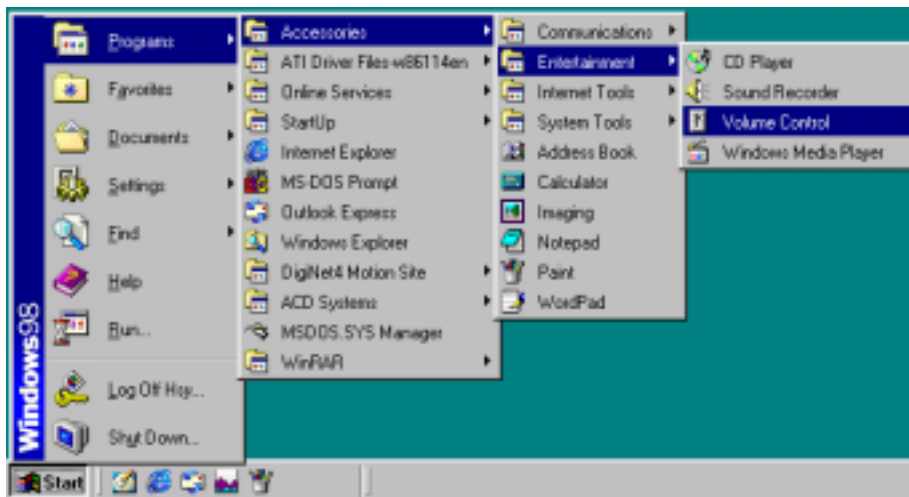 Programs
Favorites
Documents
Settings
Find
Help
Run...
Log Off Hsy...
Shut Down...
Windows98
Start
Accessories
ATI Driver Files-w86114en
Online Services
StartUp
Internet Explorer
MS-DOS Prompt
Outlook Express
Windows Explorer
DigiNet4 Motion Site
ACD Systems
MSDOS.SYS Manager
WinRAR
Communications
Entertainment
Internet Tools
System Tools
Address Book
Calculator
Imaging
Notepad
Paint
WordPad
CD Player
Sound Recorder
Volume Control
Windows Media Player